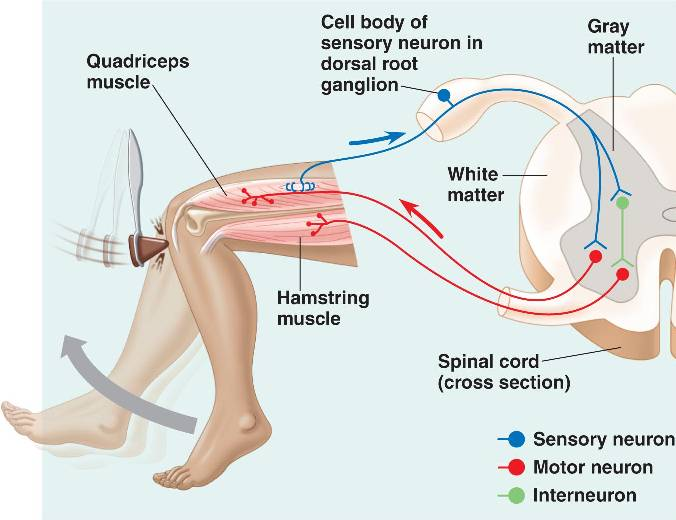 Cell body of
sensory neuron in
dorsal root
ganglion
Gray
matter
Quadriceps
muscle
White
matter
Hamstring
muscle
Spinal cord
(cross section)
Sensory neuron
Motor neuron
Interneuron